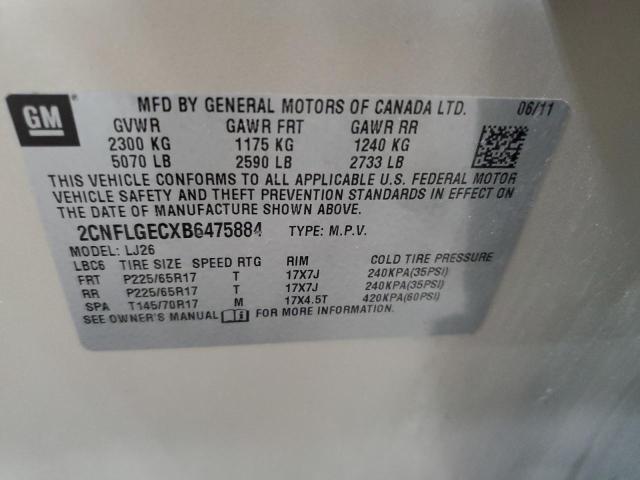 GM
MFD BY GENERAL MOTORS OF CANADA LTD. 06/11
GVWR GAWR FRT GAWR RR
2300 KG 1175 KG 1240 KG
5070 LB 2590 LB 2733 LB
THIS VEHICLE CONFORMS TO ALL APPLICABLE U.S. FEDERAL MOTOR
VEHICLE SAFETY AND THEFT PREVENTION STANDARDS IN EFFECT ON
THE DATE OF MANUFACTURE SHOWN ABOVE.
2CNFLGECXB6475884 TYPE: M.P.V.
MODEL: LJ26
LBC6 TIRE SIZE SPEED RTG RIM COLD TIRE PRESSURE
FRT P225/65R17 T 17X7J 240KPA(35PSI)
RR P225/65R17 T 17X7J 240KPA(35PSI)
SPA T145/70R17 M 17X4.5T 420KPA(60PSI)
SEE OWNER'S MANUAL FOR MORE INFORMATION.